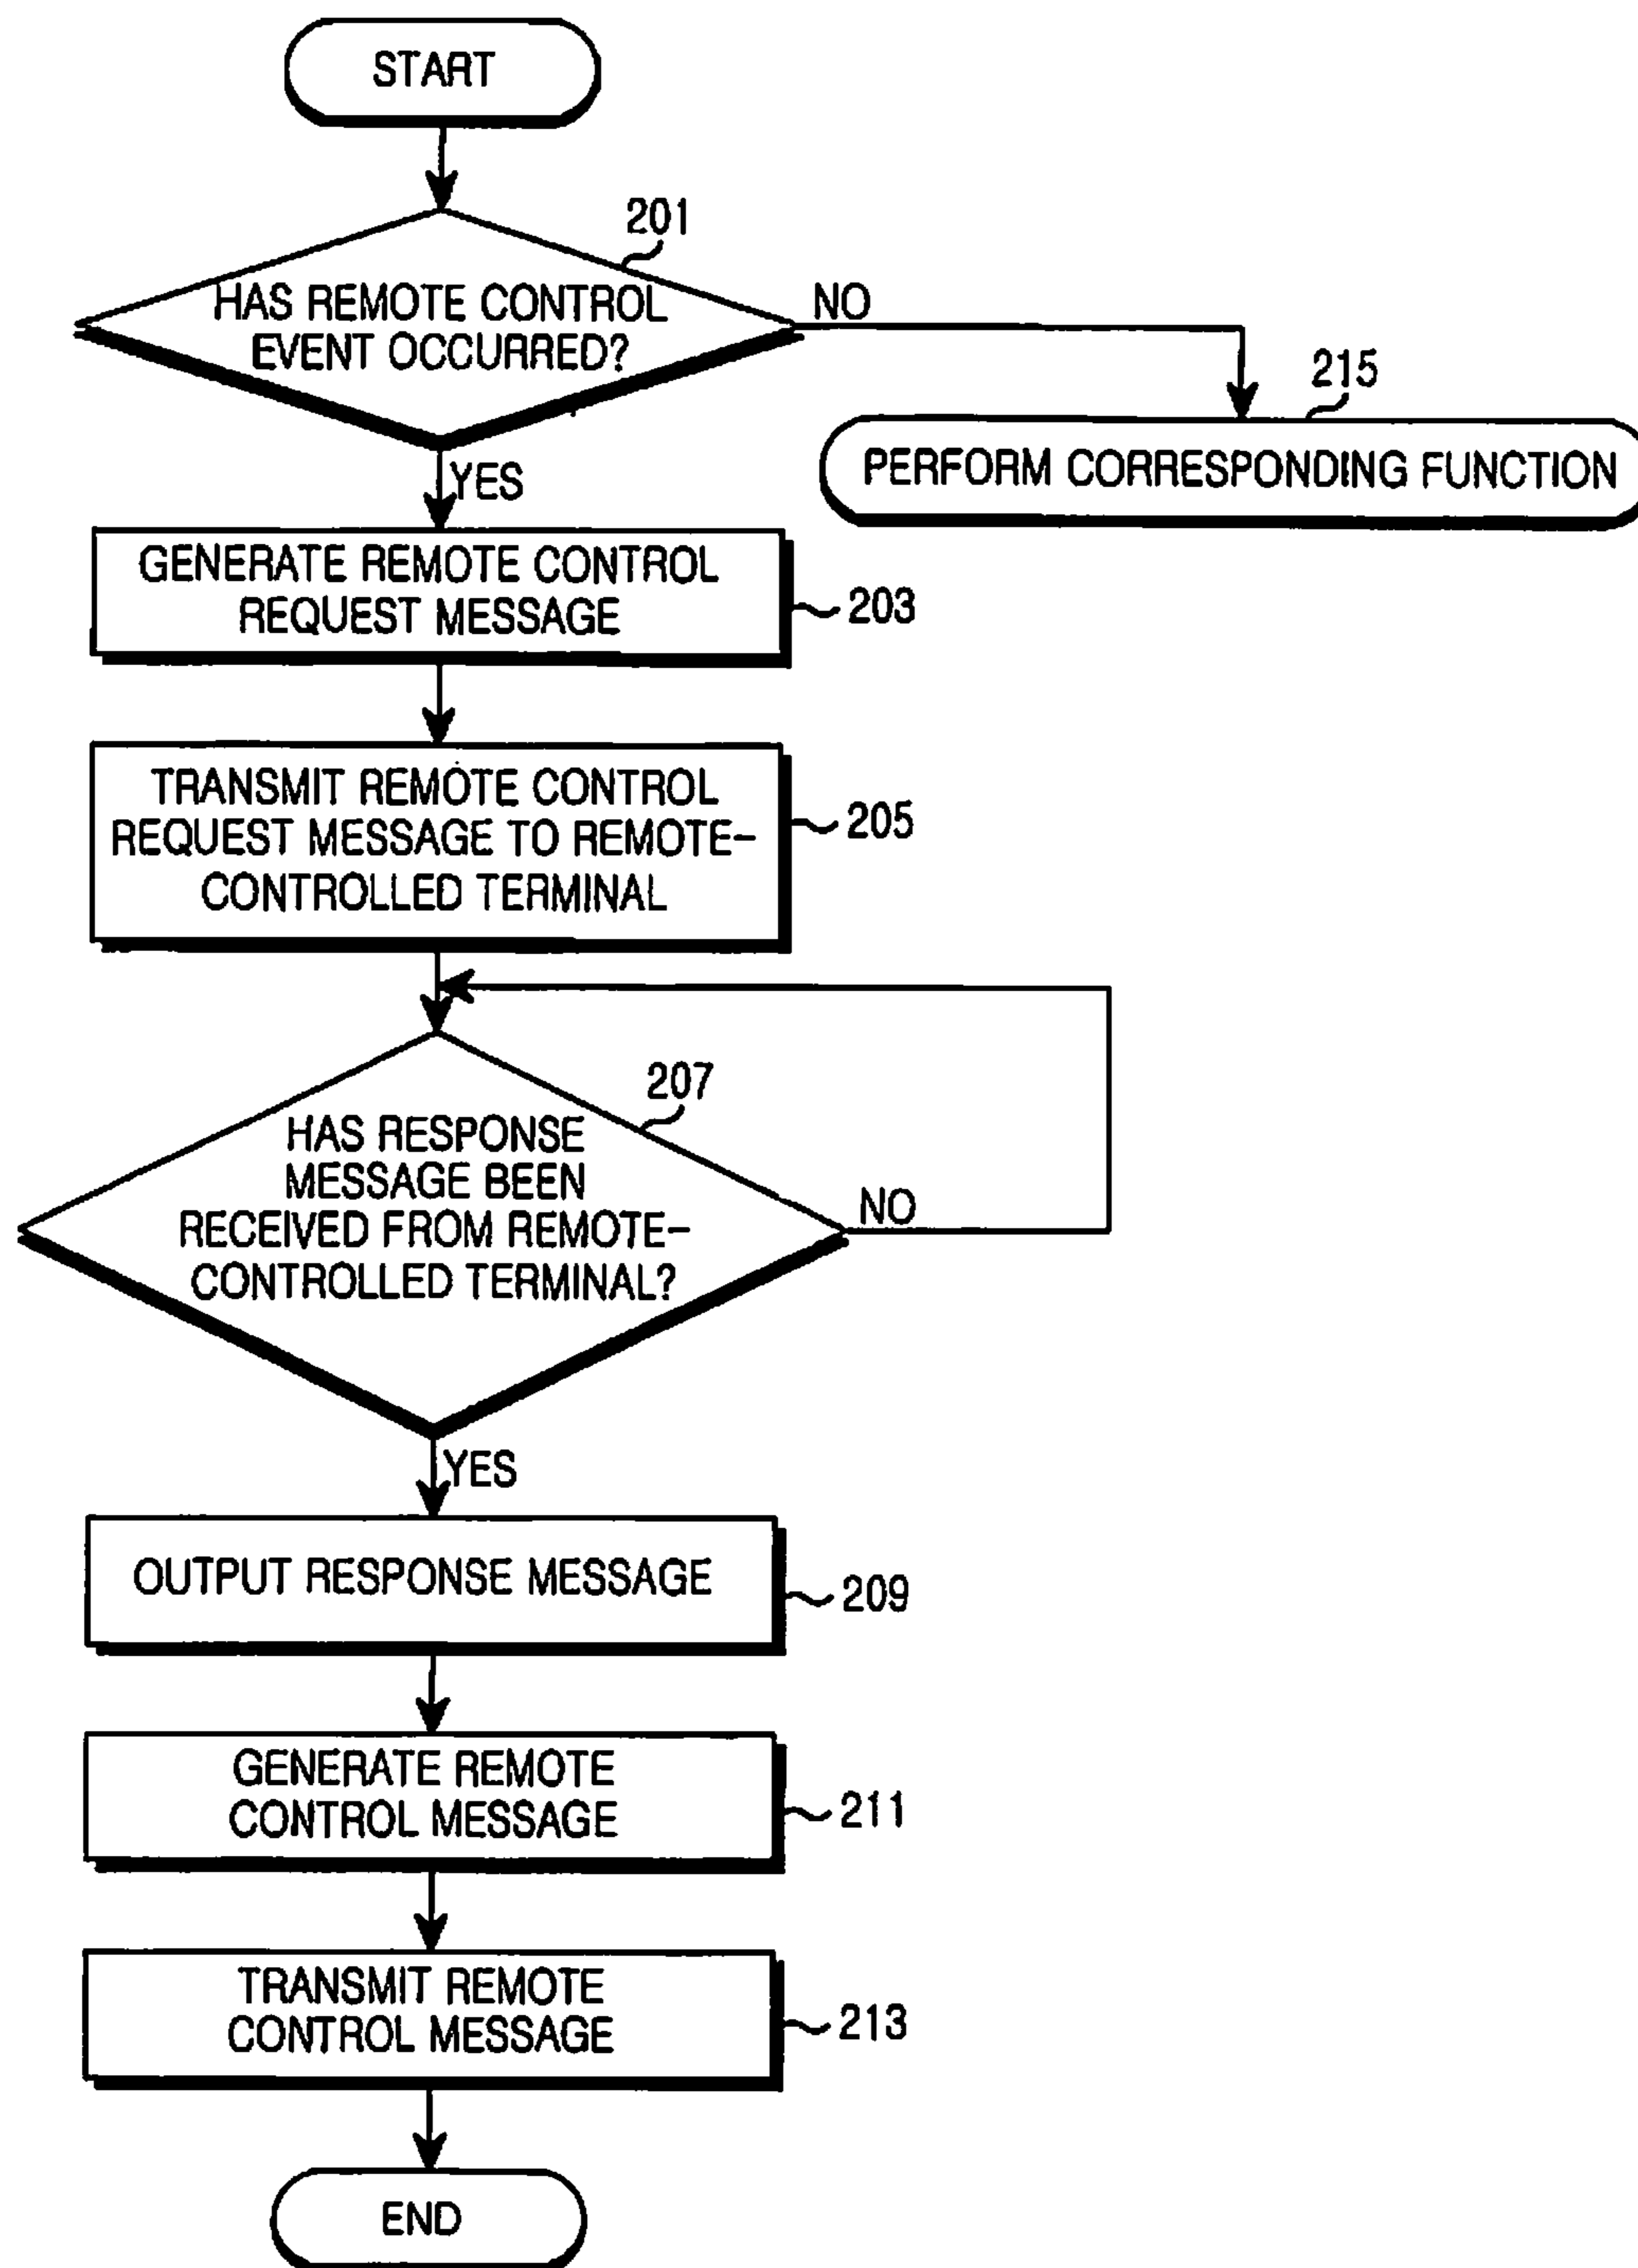 START
201
HAS REMOTE CONTROL
EVENT OCCURRED?
NO
215
PERFORM CORRESPONDING FUNCTION
YES
GENERATE REMOTE CONTROL
REQUEST MESSAGE
203
TRANSMIT REMOTE CONTROL
REQUEST MESSAGE TO REMOTE-
CONTROLLED TERMINAL
205
207
HAS RESPONSE
MESSAGE BEEN
RECEIVED FROM REMOTE-
CONTROLLED TERMINAL?
NO
YES
OUTPUT RESPONSE MESSAGE
209
GENERATE REMOTE
CONTROL MESSAGE
211
TRANSMIT REMOTE
CONTROL MESSAGE
213
END